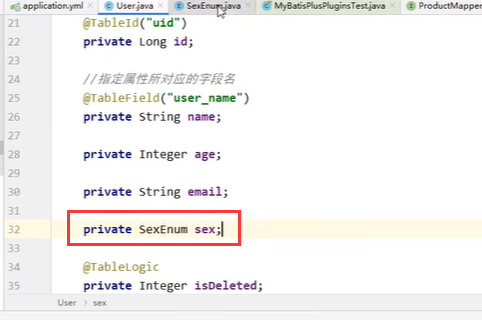 application.yml User.java SexEnum.java MyBatisPlusPluginsTest.java ProductMapper
21 @TableId("uid")
22 private Long id;
23
24 //指定属性所对应的字段名
25 @TableField("user_name")
26 private String name;
27
28 private Integer age;
29
30 private String email;
31
32 private SexEnum sex;
33
34 @TableLogic
35 private Integer isDeleted;
User > sex